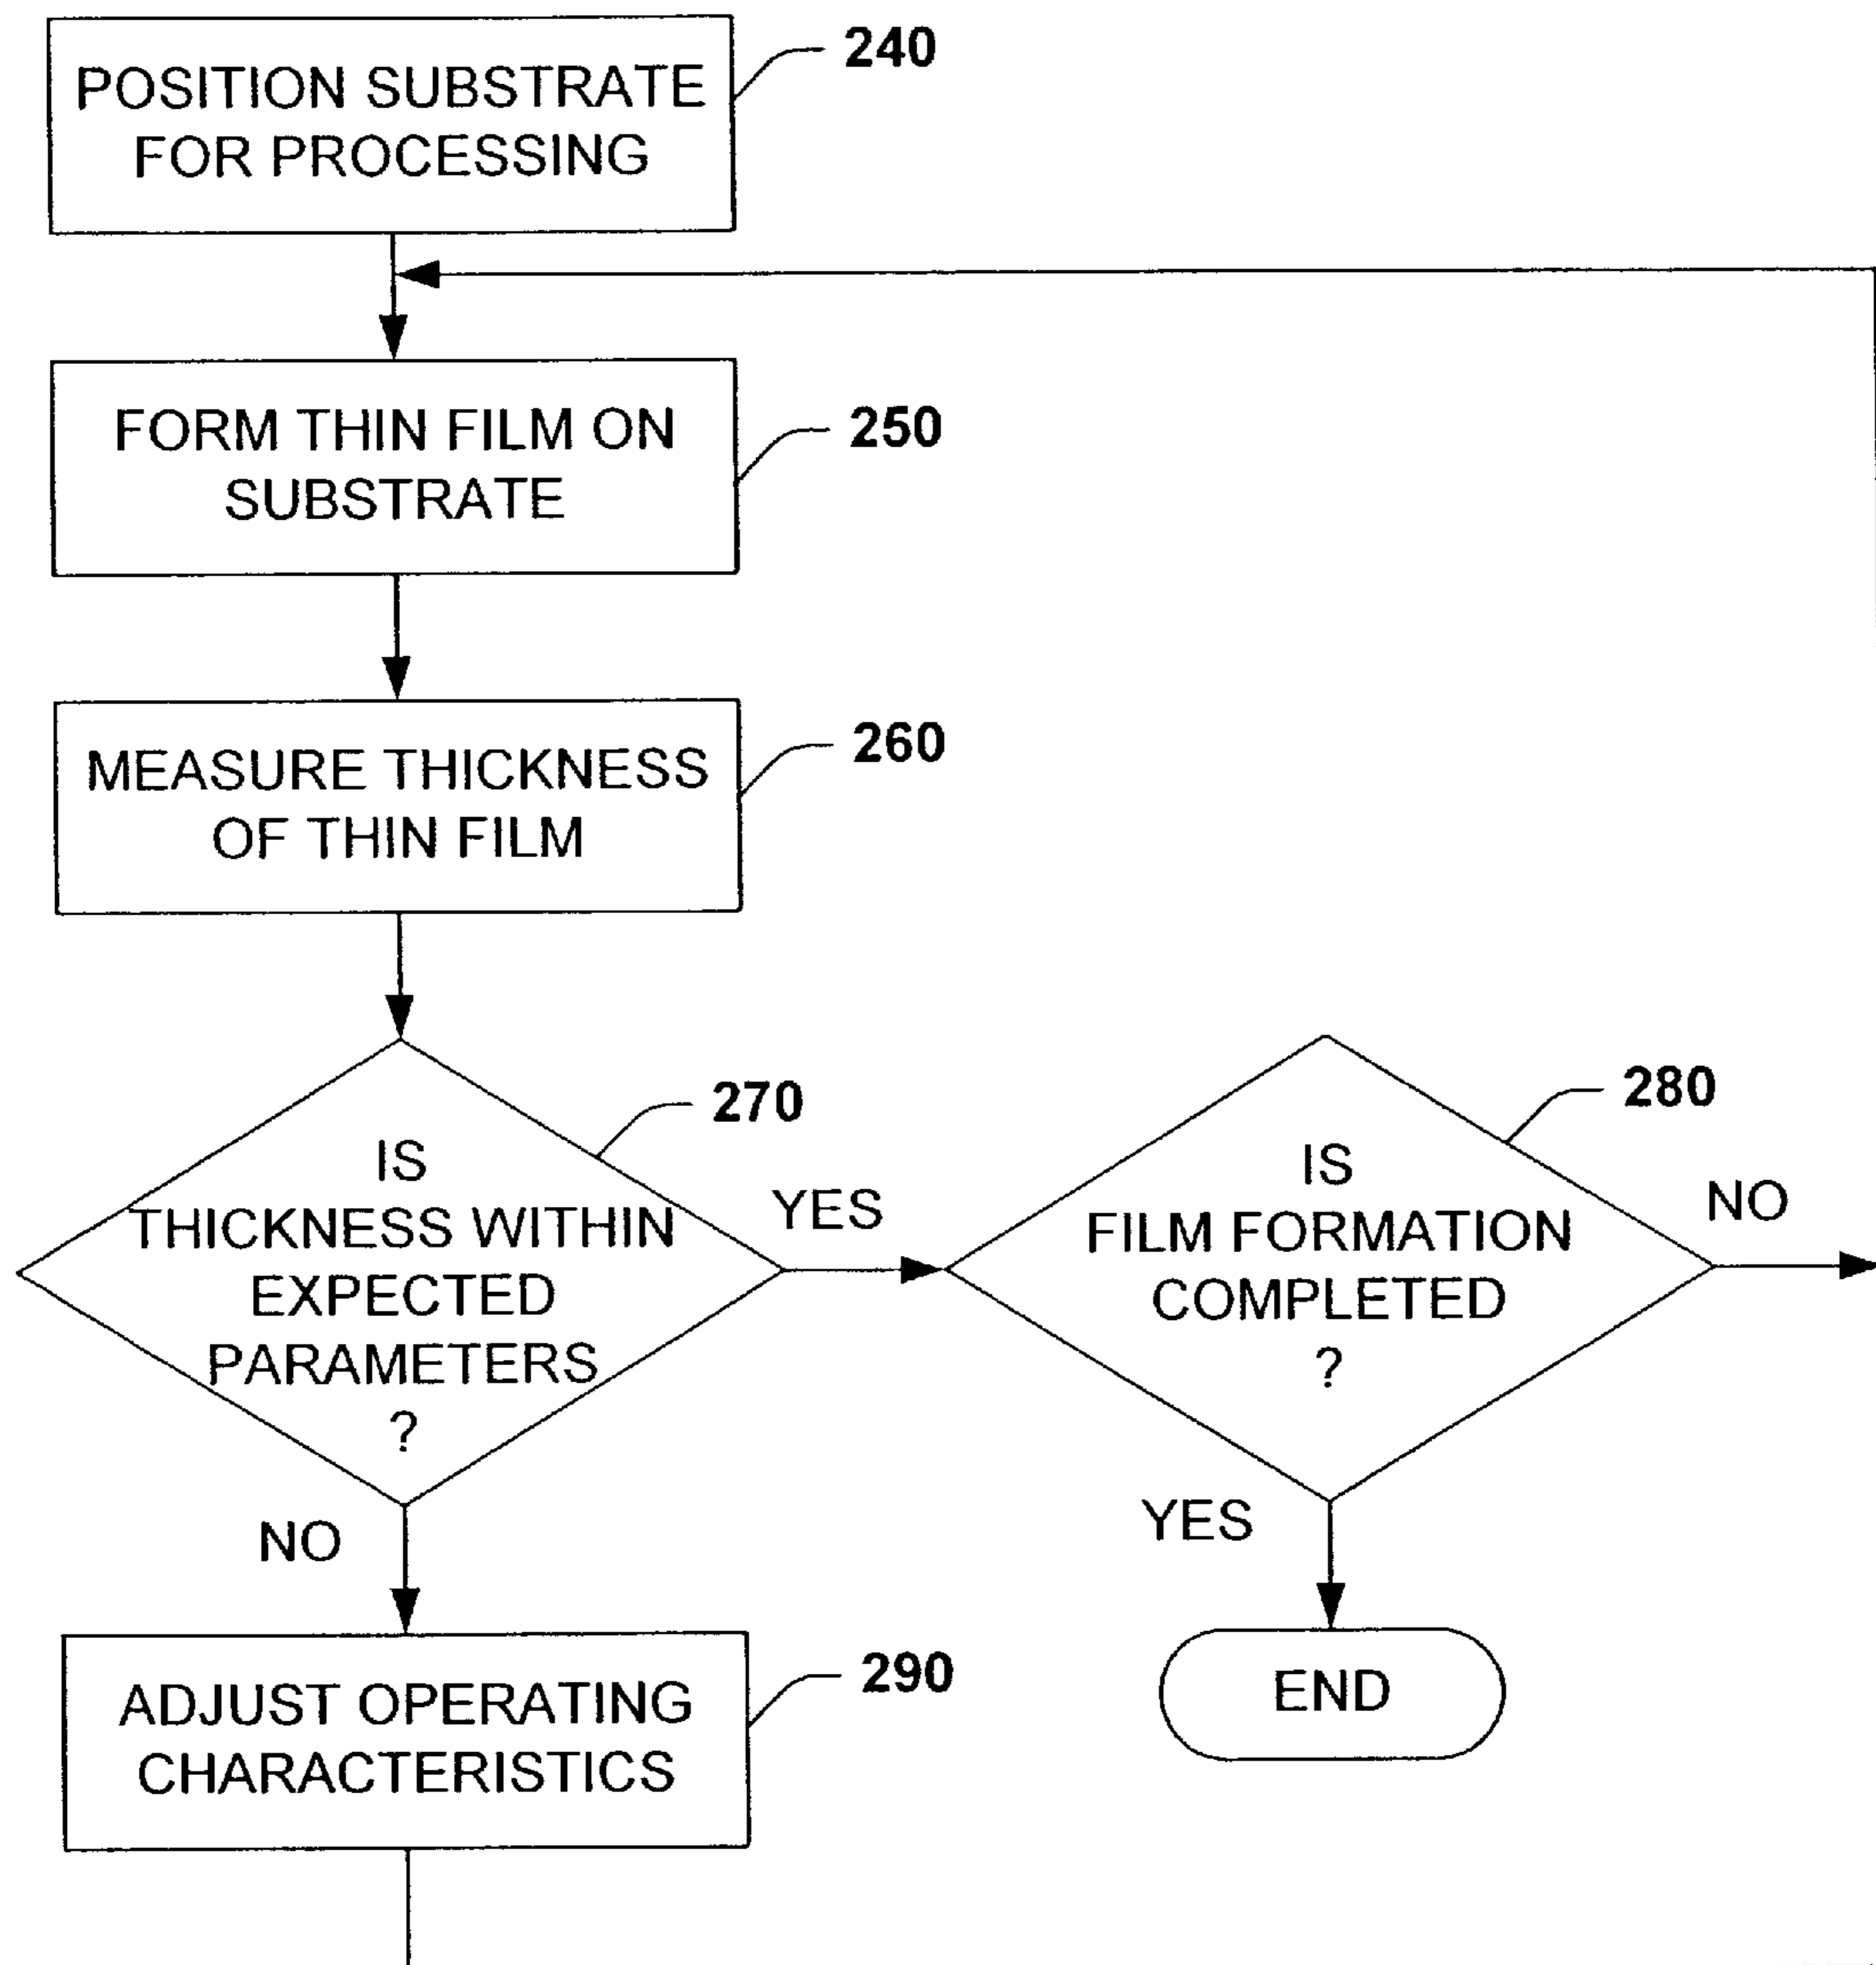 240
POSITION SUBSTRATE
FOR PROCESSING
250
FORM THIN FILM ON
SUBSTRATE
260
MEASURE THICKNESS
OF THIN FILM
270
IS
THICKNESS WITHIN
EXPECTED
PARAMETERS
?
YES
NO
280
IS
FILM FORMATION
COMPLETED
?
NO
YES
290
ADJUST OPERATING
CHARACTERISTICS
END